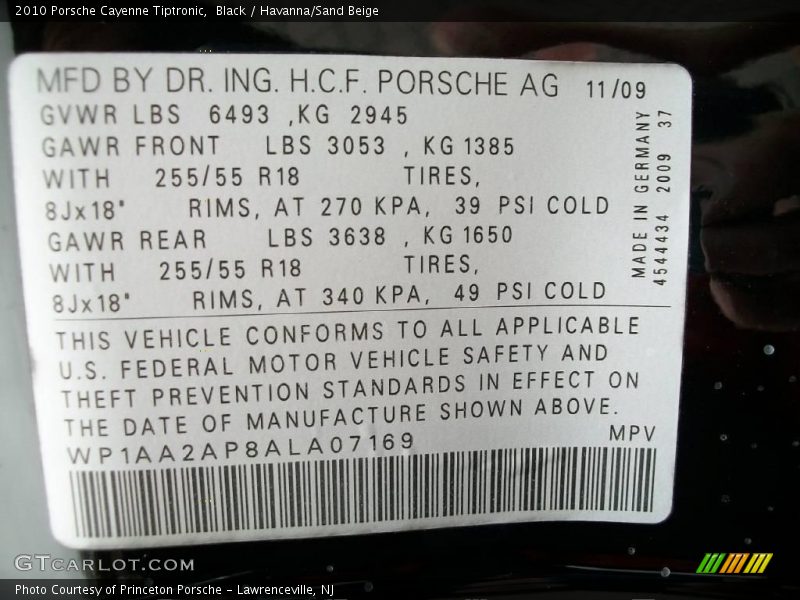 2010 Porsche Cayenne Tiptronic,  Black / Havanna/Sand Beige
MFD BY DR. ING. H.C.F. PORSCHE AG 11/09
GVWR LBS 6493 ,KG 2945
GAWR FRONT LBS 3053 , KG 1385
WITH 255/55 R18 TIRES,
8Jx18" RIMS, AT 270 KPA, 39 PSI COLD
GAWR REAR LBS 3638 , KG 1650
WITH 255/55 R18 TIRES,
8Jx18" RIMS, AT 340 KPA, 49 PSI COLD
MADE IN GERMANY
4544434 2009 37
THIS VEHICLE CONFORMS TO ALL APPLICABLE
U.S. FEDERAL MOTOR VEHICLE SAFETY AND
THEFT PREVENTION STANDARDS IN EFFECT ON
THE DATE OF MANUFACTURE SHOWN ABOVE.
WP1AA2AP8ALA07169 MPV
GTCARLOT.COM
Photo Courtesy of Princeton Porsche - Lawrenceville, NJ